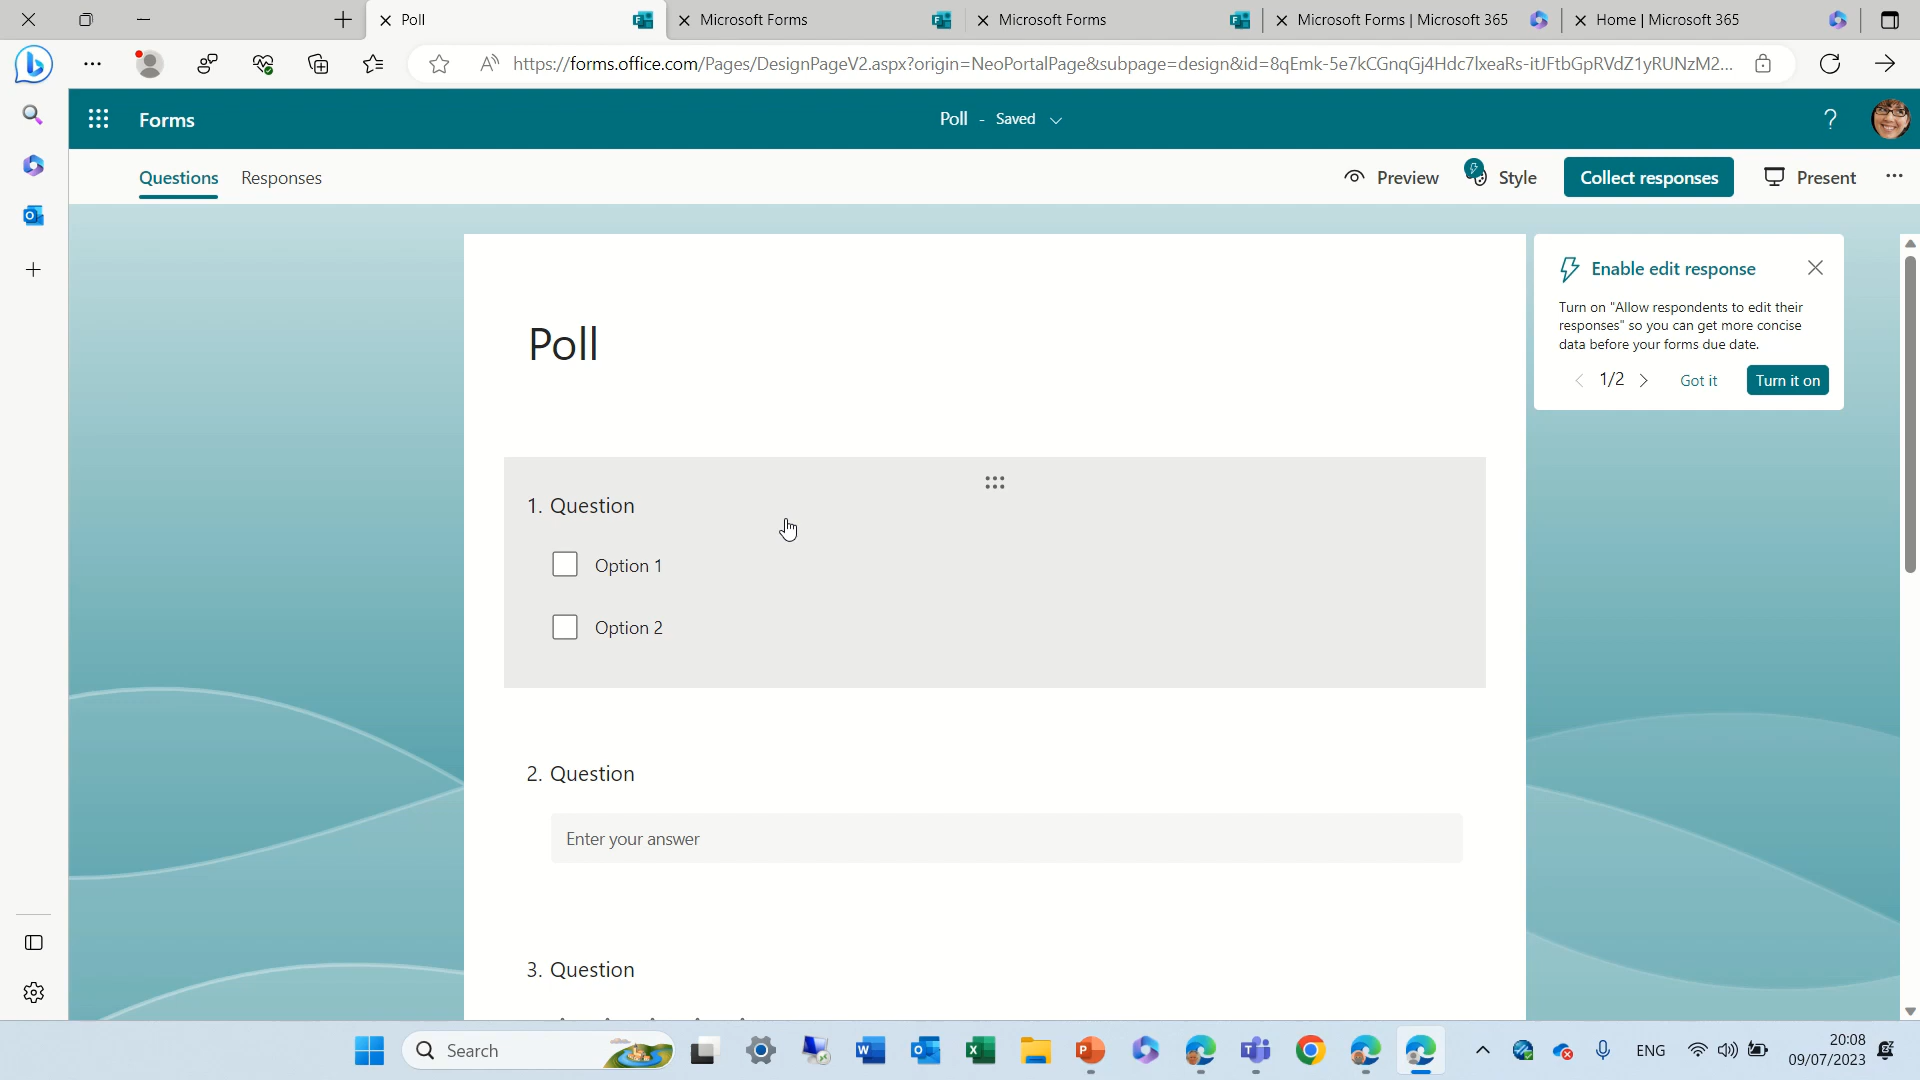 Poll
Microsoft Forms
Microsoft Forms
Microsoft Forms | Microsoft 365
Home | Microsoft 365
https://forms.office.com/Pages/DesignPageV2.aspx?origin=NeoPortalPage&subpage=design&id=8qEmk-5e7kCGnqGj4Hdc7lxeaRs-itJFtbGpRVdZ1yRUNzM2...
Forms
Poll - Saved
?
Questions
Responses
Preview
Style
Collect responses
Present
Enable edit response
Turn on "Allow respondents to edit their
responses" so you can get more concise
data before your forms due date.
1/2
Got it
Turn it on
Poll
1. Question
Option 1
Option 2
2. Question
Enter your answer
3. Question
Search
ENG
20:08
09/07/2023